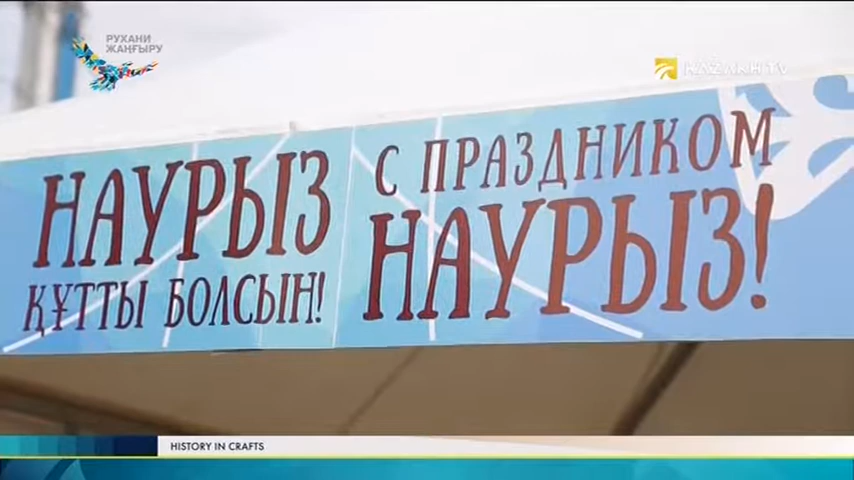 РУХАНИ
ЖАҢҒЫРУ
KAZAKH TV
НАУРЫЗ
ҚҰТТЫ БОЛСЫН!
С ПРАЗДНИКОМ
НАУРЫЗ!
HISTORY IN CRAFTS